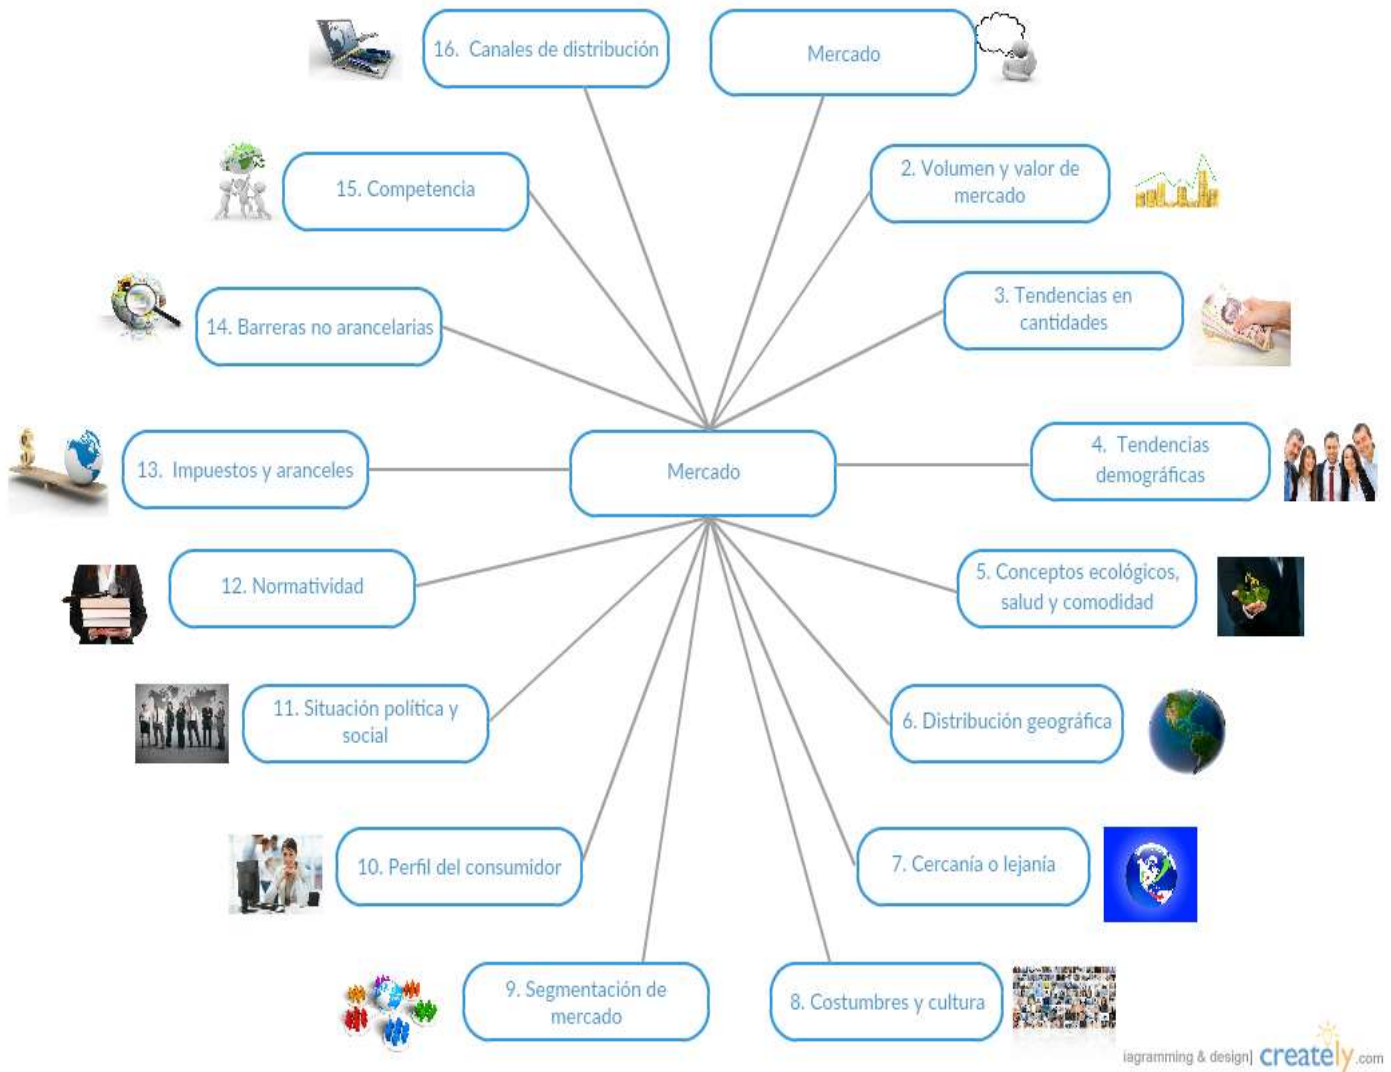 16. Canales de distribución
Mercado
15. Competencia
2. Volumen y valor de
mercado
14. Barreras no arancelarias
3. Tendencias en
cantidades
13. Impuestos y aranceles
Mercado
4. Tendencias
demográficas
12. Normatividad
5. Conceptos ecológicos,
salud y comodidad
11. Situación política y
social
6. Distribución geográfica
10. Perfil del consumidor
7. Cercanía o lejanía
9. Segmentación de
mercado
8. Costumbres y cultura
iagramming & design| creately.com